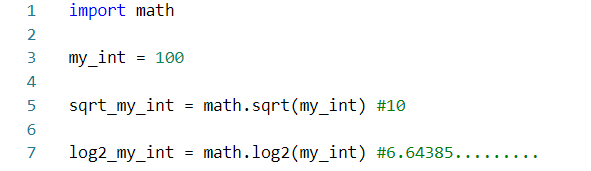 1 import math
2
3 my_int = 100
4
5 sqrt_my_int = math.sqrt(my_int) #10
6
7 log2_my_int = math.log2(my_int) #6.64385.........